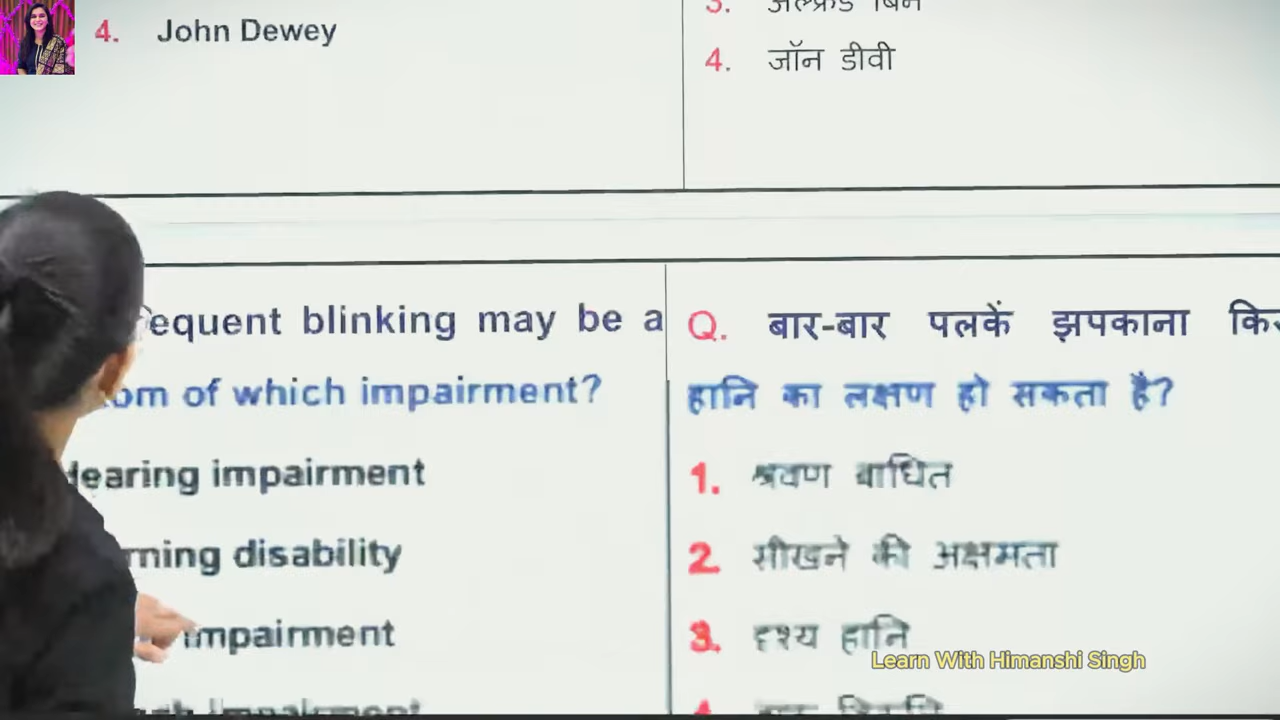 4. John Dewey
4. जॉन डीवी
equent blinking may be a
om of which impairment?
earing impairment
ning disability
impairment
Q. बार-बार पलकें झपकाना
हानि का लक्षण हो सकता है?
1. श्रवण बाधित
2. सीखने की अक्षमता
3. दृश्य हानि
Learn With Himanshi Singh